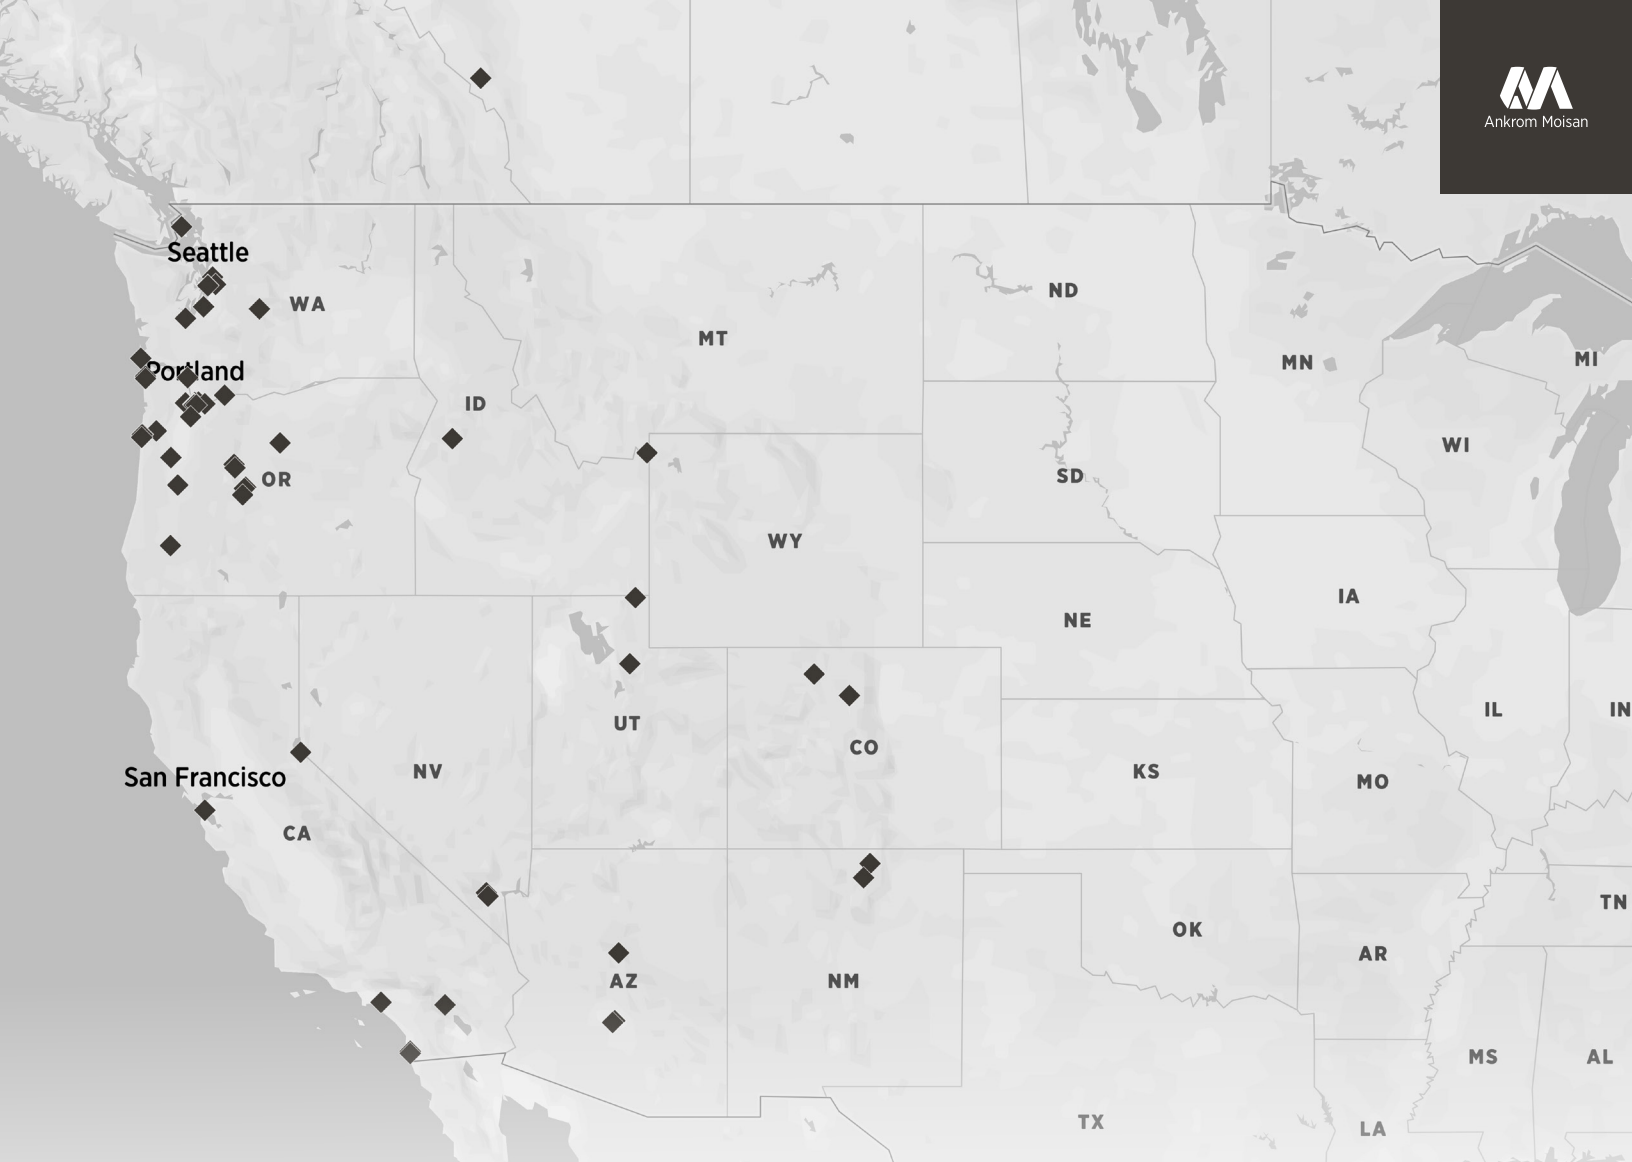 Ankrom Moisan
Seattle
WA
ND
MT
MN
MI
Portland
ID
WI
OR
SD
WY
IA
NE
UT
IL
IN
CO
NV
KS
San Francisco
MO
CA
TN
OK
AR
AZ
NM
MS
AL
TX
LA